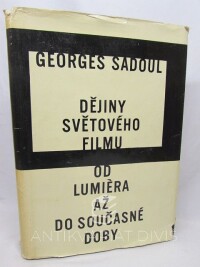 GEORGES SADOUL
DĚJINY
SVĚTOVÉHO
FILMU
OD
LUMIÈRA
AŽ
DO SOUČASNÉ
DOBY